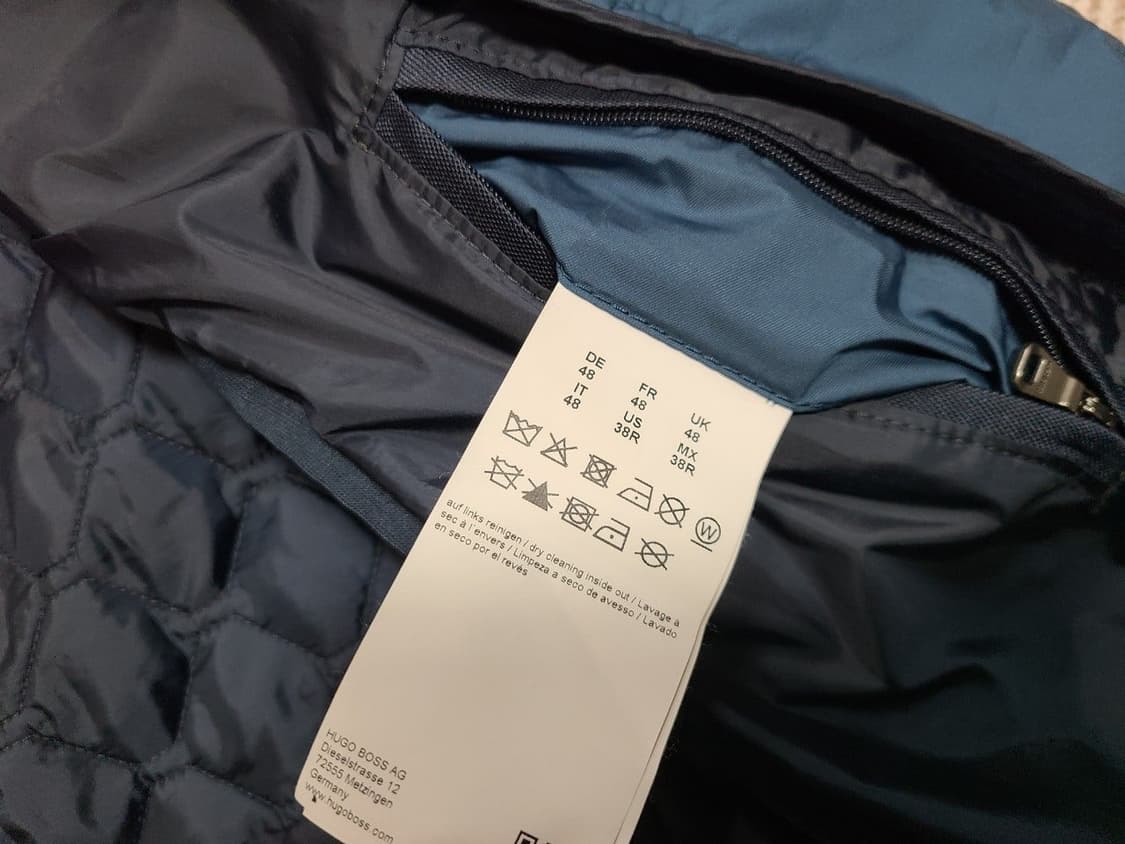 DE
48
IT
48
FR
48
US
38R
UK
48
MX
38R
W
auf links reinigen / dry cleaning inside out / Lavage à
sec à l'envers / Limpeza a seco de avesso / Lavado
en seco por el revés
HUGO BOSS AG
Dieselstrasse 12
72555 Metzingen
Germany
www.hugoboss.com